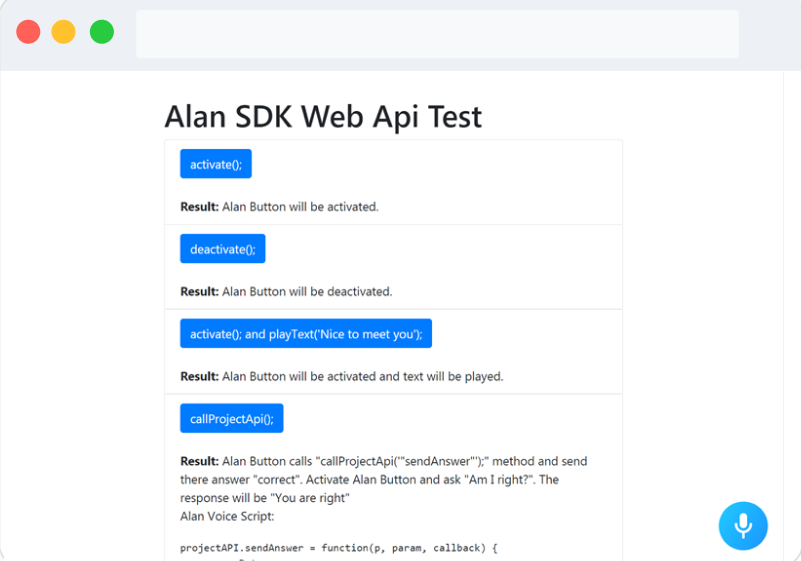 Alan SDK Web Api Test
activate();
Result: Alan Button will be activated.
deactivate();
Result: Alan Button will be deactivated.
activate(); and playText('Nice to meet you');
Result: Alan Button will be activated and text will be played.
callProjectApi();
Result: Alan Button calls "callProjectApi('"sendAnswer"');" method and send
there answer "correct". Activate Alan Button and ask "Am I right?". The
response will be "You are right"
Alan Voice Script:
projectAPI.sendAnswer = function(p, param, callback) {